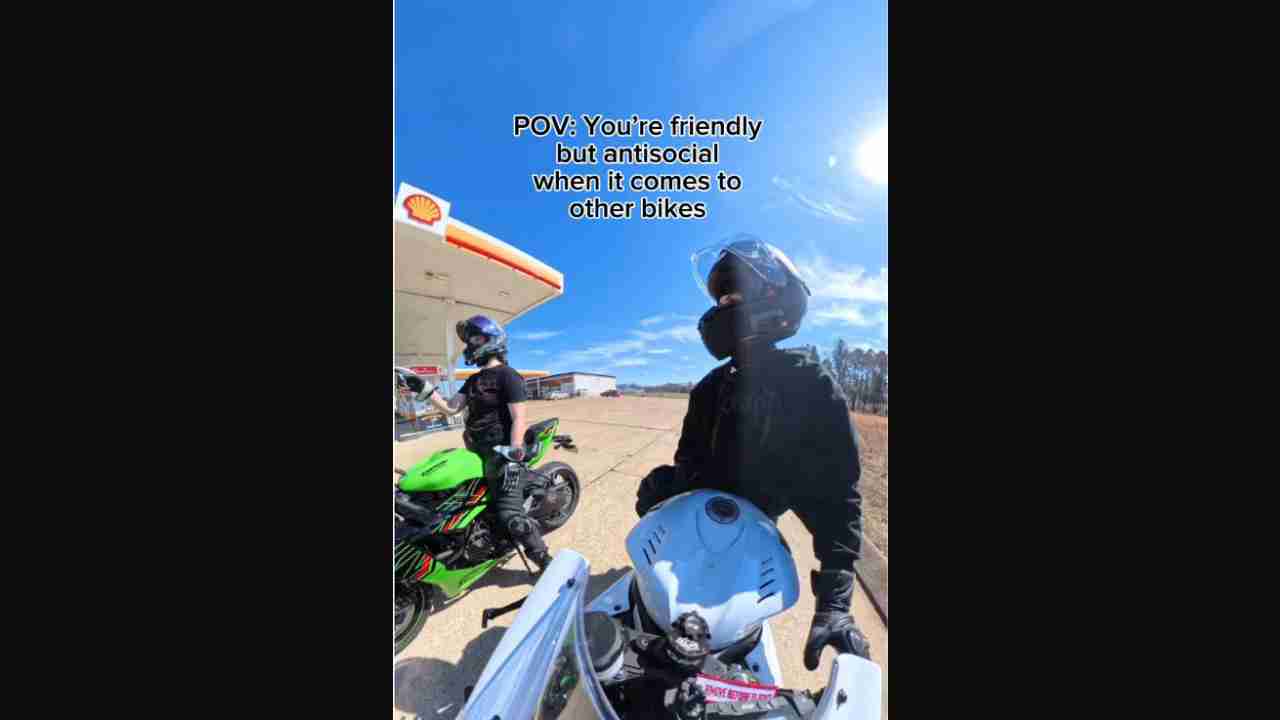 POV: You’re friendly
but antisocial
when it comes to
other bikes